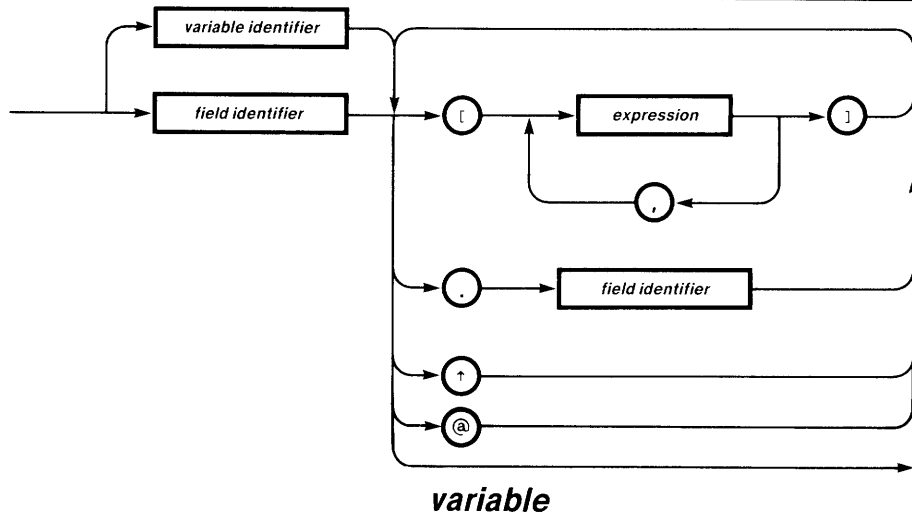 variable identifier
field identifier
[
expression
]
,
.
field identifier
↑
@
variable